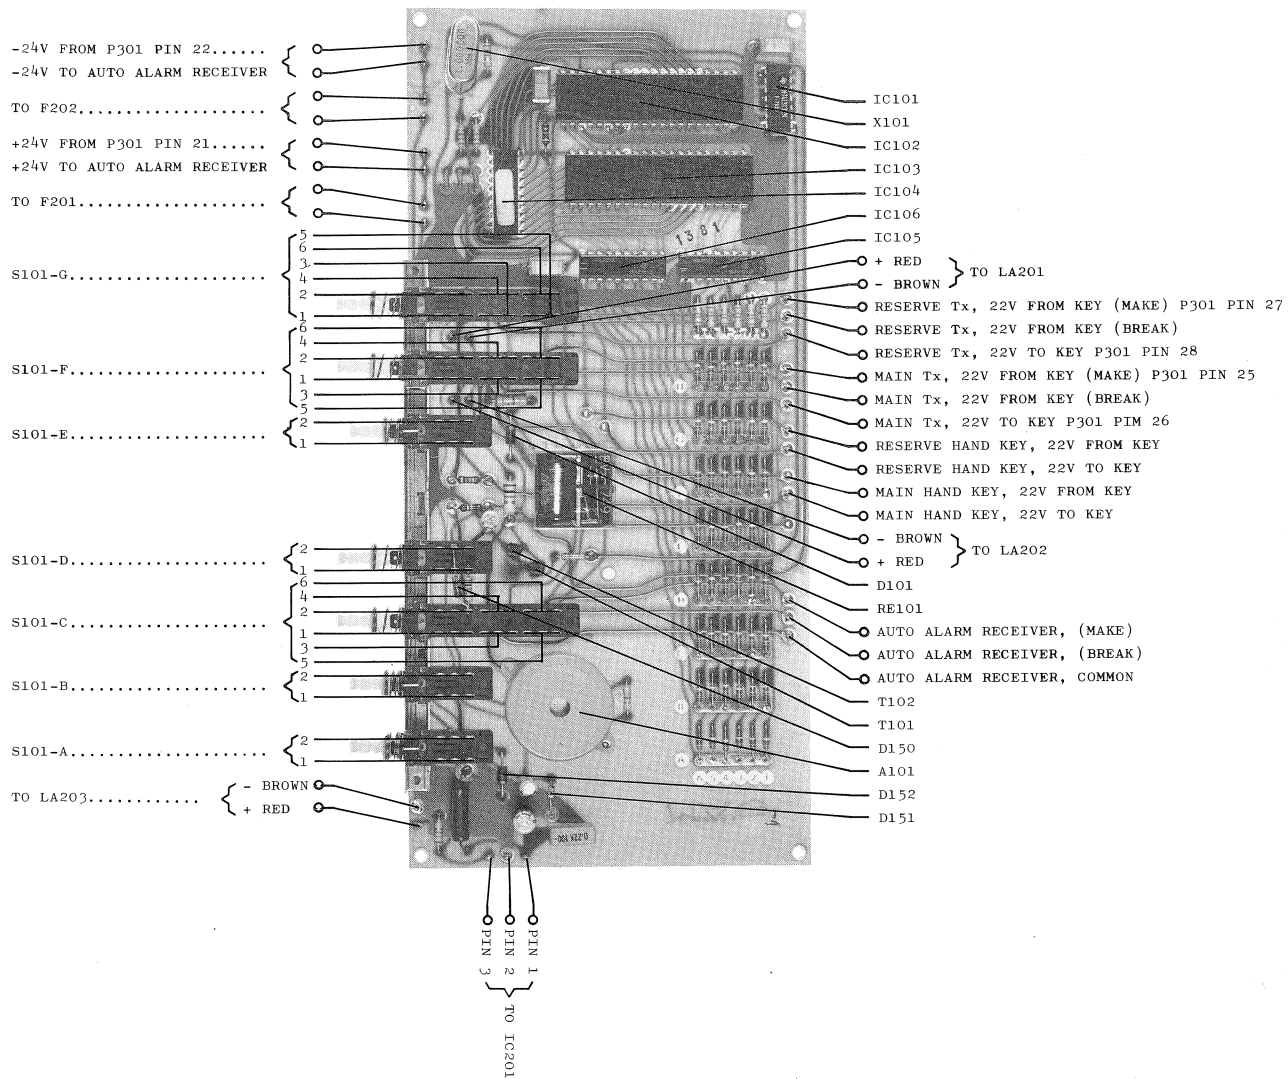 -24V FROM P301 PIN 22......
-24V TO AUTO ALARM RECEIVER
TO F202..................
+24V FROM P301 PIN 21......
+24V TO AUTO ALARM RECEIVER
TO F201.....................
S101-G.....................
5
6
3
4
2
1
S101-F.....................
6
4
2
1
3
5
S101-E.....................
2
1
S101-D.....................
2
1
S101-C.....................
6
4
2
1
3
5
S101-B.....................
2
1
S101-A.....................
2
1
TO LA203............
- BROWN
+ RED
IC101
X101
IC102
IC103
IC104
IC106
IC105
+ RED
- BROWN
TO LA201
RESERVE Tx, 22V FROM KEY (MAKE) P301 PIN 27
RESERVE Tx, 22V FROM KEY (BREAK)
RESERVE Tx, 22V TO KEY P301 PIN 28
MAIN Tx, 22V FROM KEY (MAKE) P301 PIN 25
MAIN Tx, 22V FROM KEY (BREAK)
MAIN Tx, 22V TO KEY P301 PIM 26
RESERVE HAND KEY, 22V FROM KEY
RESERVE HAND KEY, 22V TO KEY
MAIN HAND KEY, 22V FROM KEY
MAIN HAND KEY, 22V TO KEY
- BROWN
+ RED
TO LA202
D101
RE101
AUTO ALARM RECEIVER, (MAKE)
AUTO ALARM RECEIVER, (BREAK)
AUTO ALARM RECEIVER, COMMON
T102
T101
D150
A101
D152
D151
1381
PIN 3
PIN 2
PIN 1
TO IC201